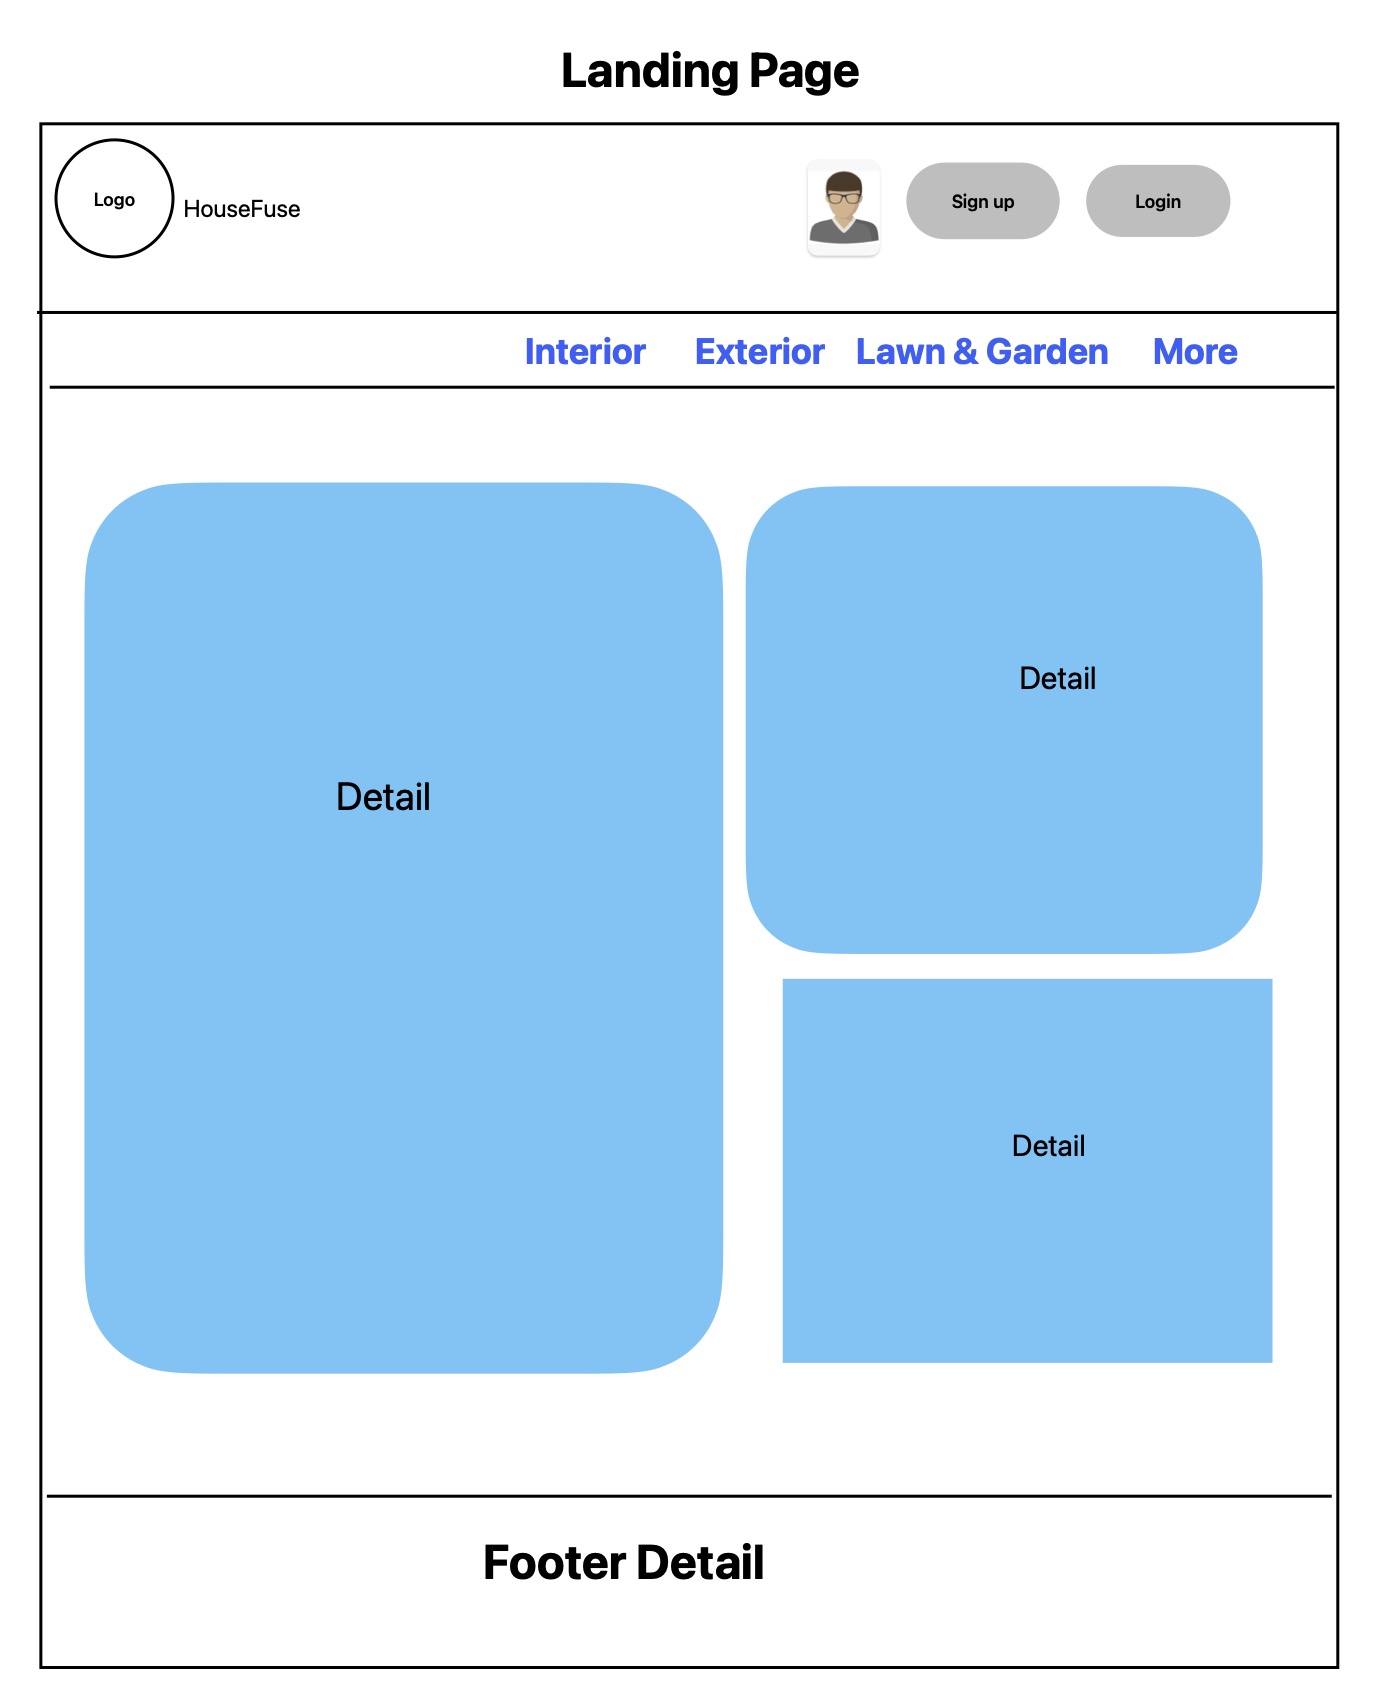 Landing Page
Logo
HouseFuse
Sign up
Login
Interior
Exterior
Lawn & Garden
More
Detail
Detail
Detail
Footer Detail